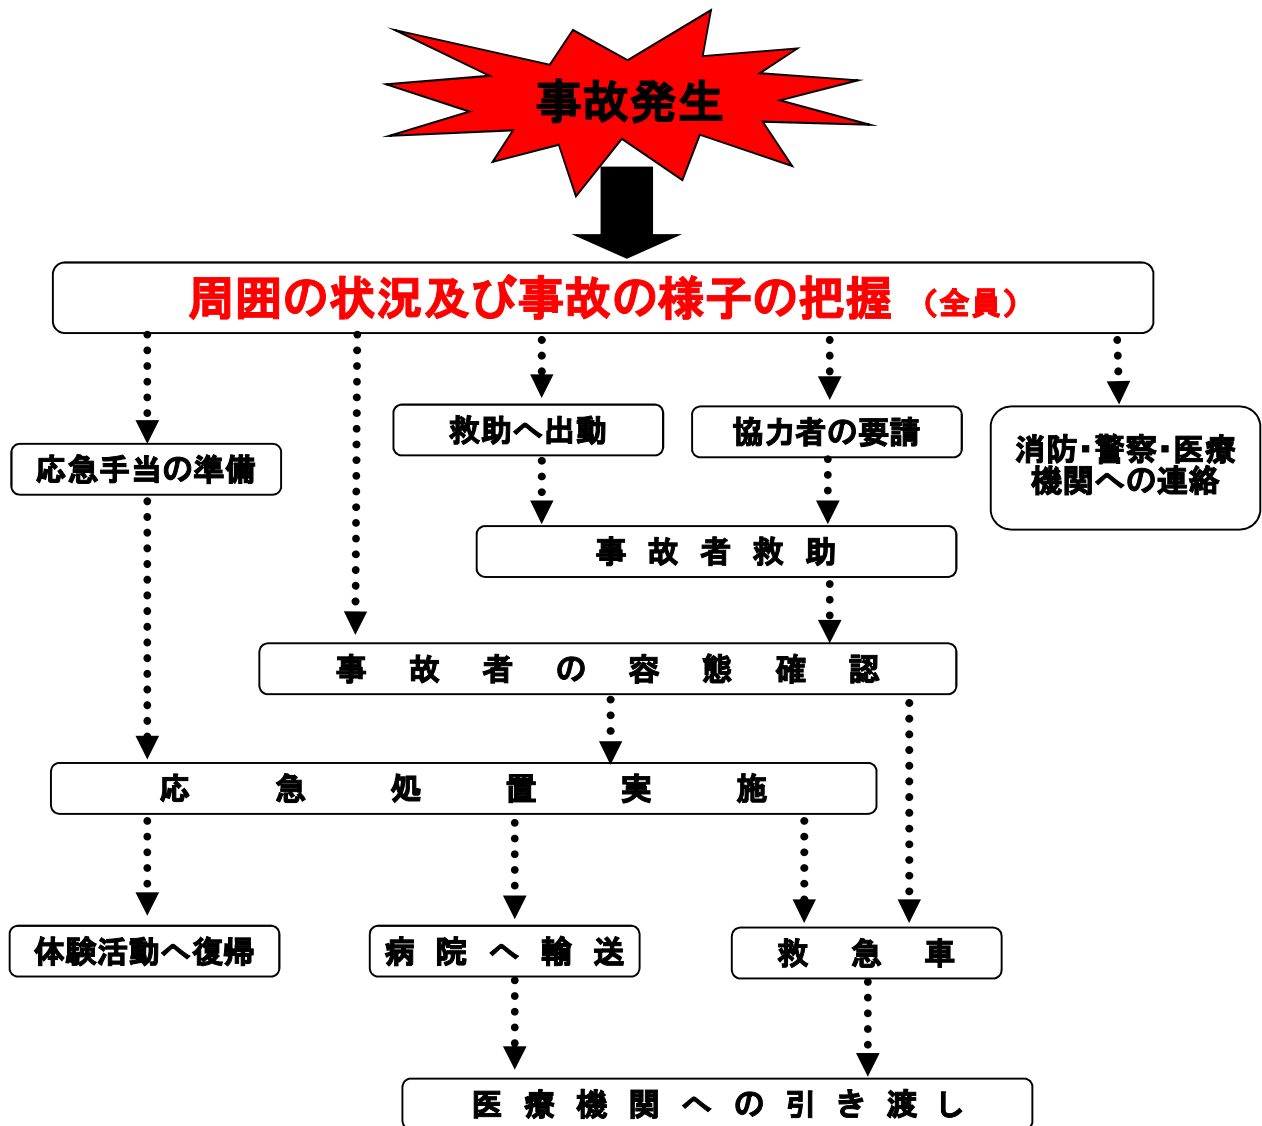 事故発生
周囲の状況及び事故の様子の把握（全員）
救助へ出動
協力者の要請
消防・警察・医療
機関への連絡
応急手当の準備
事故者救助
事故者の容態確認
応急処置実施
体験活動へ復帰
病院へ輸送
救急車
医療機関への引き渡し